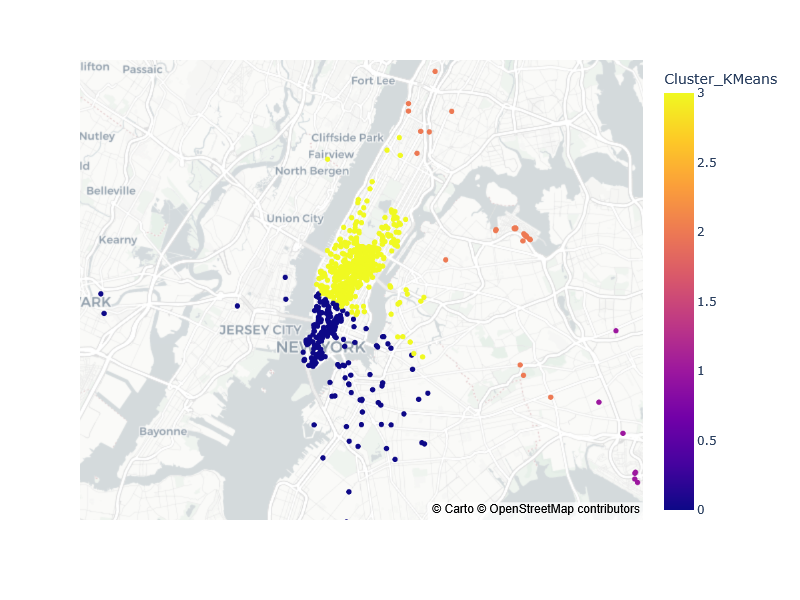 Cluster_KMeans
lifton
Passaic
Fort Lee
3
Nutley
Cliffside Park
Fairview
2.5
ld
North Bergen
Belleville
Union City
Kearny
2
ARK
1.5
JERSEY CITY
NEW YORK
1
Bayonne
0.5
© Carto © OpenStreetMap contributors
0